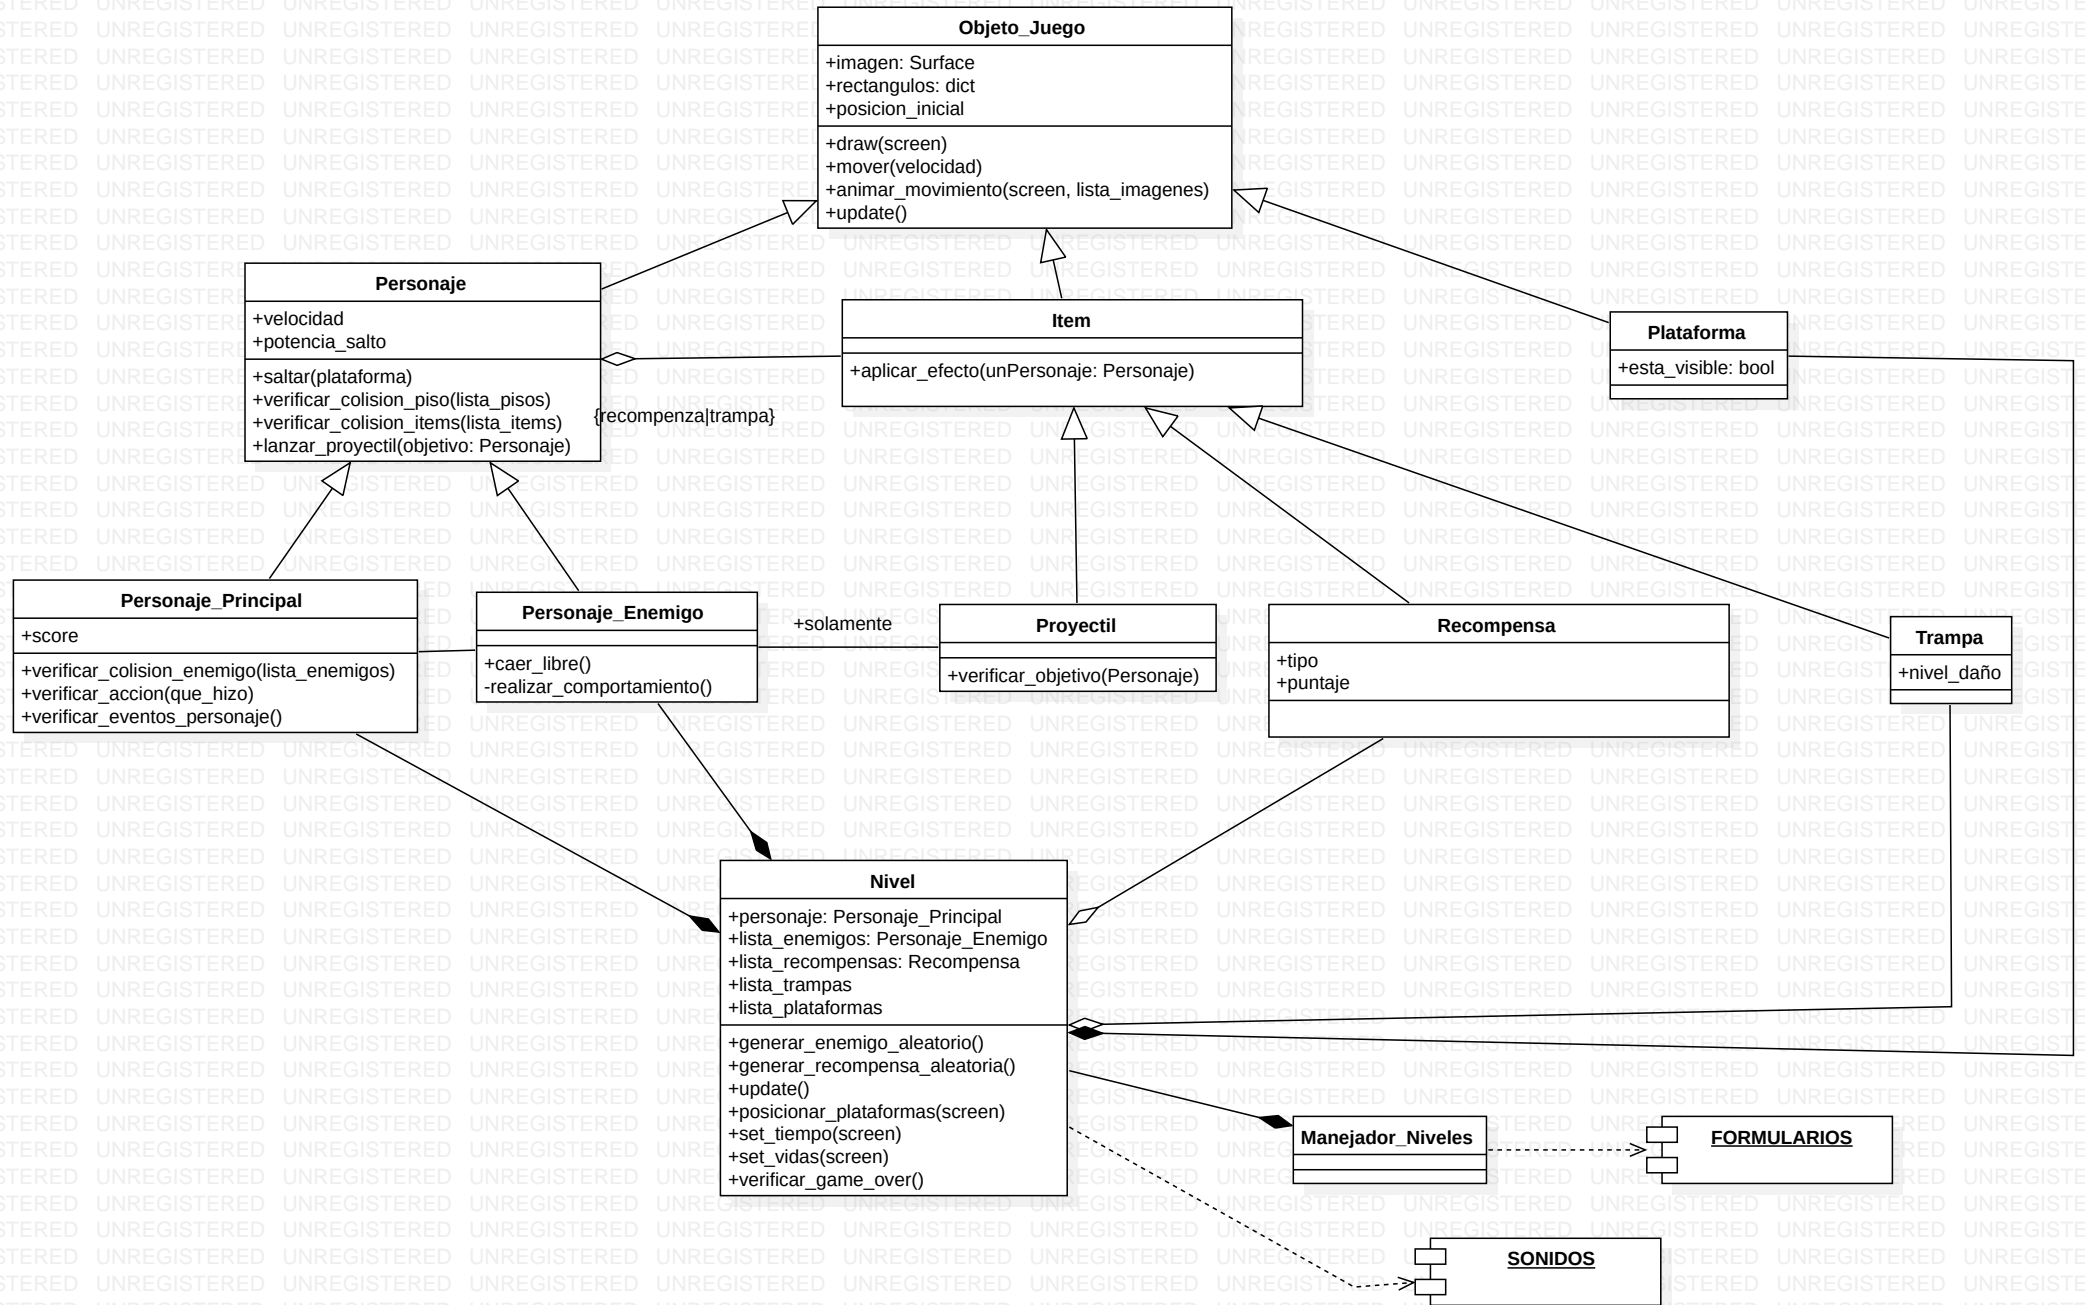 Objeto_Juego
+imagen: Surface
+rectangulos: dict
+posicion_inicial
+draw(screen)
+mover(velocidad)
+animar_movimiento(screen, lista_imagenes)
+update()
Personaje
+velocidad
+potencia_salto
+saltar(plataforma)
+verificar_colision_piso(lista_pisos)
+verificar_colision_items(lista_items)
+lanzar_proyectil(objetivo: Personaje)
{recompenza|trampa}
Item
+aplicar_efecto(unPersonaje: Personaje)
Plataforma
+esta_visible: bool
Personaje_Principal
+score
+verificar_colision_enemigo(lista_enemigos)
+verificar_accion(que_hizo)
+verificar_eventos_personaje()
Personaje_Enemigo
+caer_libre()
-realizar_comportamiento()
+solamente
Proyectil
+verificar_objetivo(Personaje)
Recompensa
+tipo
+puntaje
Trampa
+nivel_daño
Nivel
+personaje: Personaje_Principal
+lista_enemigos: Personaje_Enemigo
+lista_recompensas: Recompensa
+lista_trampas
+lista_plataformas
+generar_enemigo_aleatorio()
+generar_recompensa_aleatoria()
+update()
+posicionar_plataformas(screen)
+set_tiempo(screen)
+set_vidas(screen)
+verificar_game_over()
Manejador_Niveles
FORMULARIOS
SONIDOS
UNREGISTERED